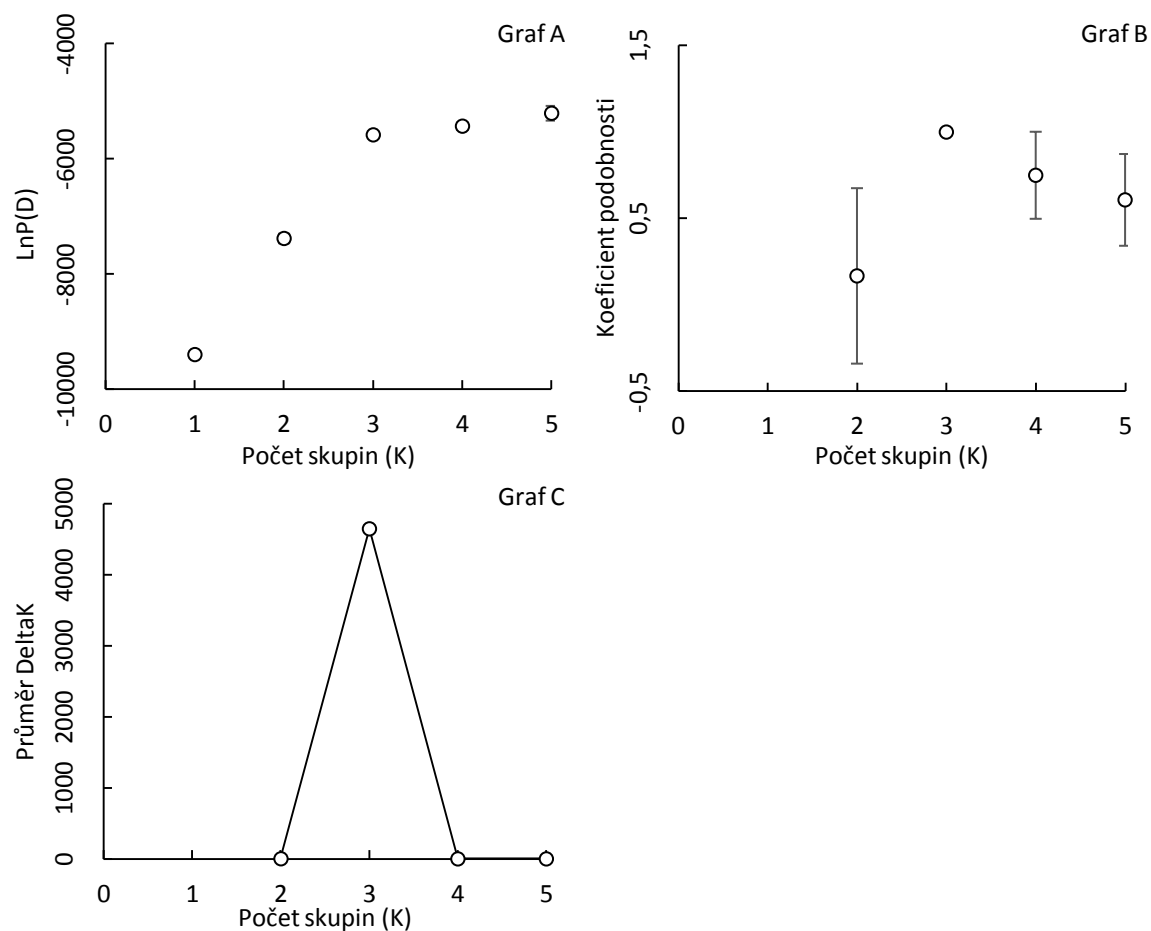 Graf A
LnP(D)
-4000
-6000
-8000
-10000
0 1 2 3 4 5
Počet skupin (K)
Graf B
Koeficient podobnosti
1,5
0,5
-0,5
0 1 2 3 4 5
Počet skupin (K)
Graf C
Průměr DeltaK
5000
4000
3000
2000
1000
0
0 1 2 3 4 5
Počet skupin (K)